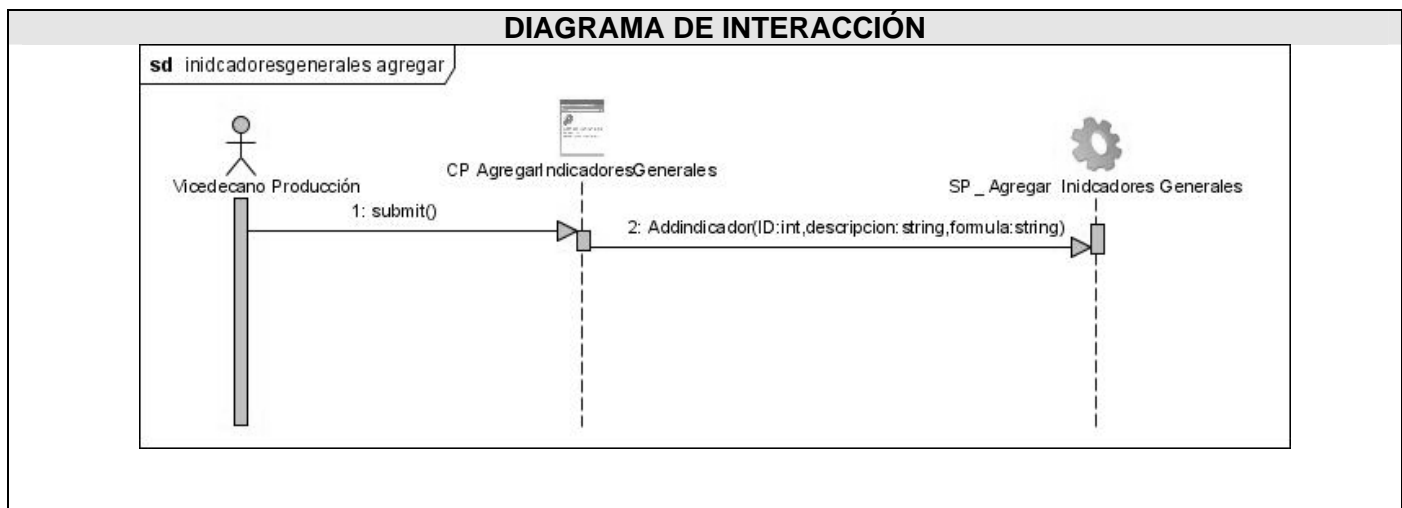 DIAGRAMA DE INTERACCIÓN
sd inidcadoresgenerales agregar
Vicedecano Producción
CP AgregarIndicadoresGenerales
SP_ Agregar Inidcadores Generales
1: submit()
2: Addindicador(ID:int,descripcion:string,formula:string)